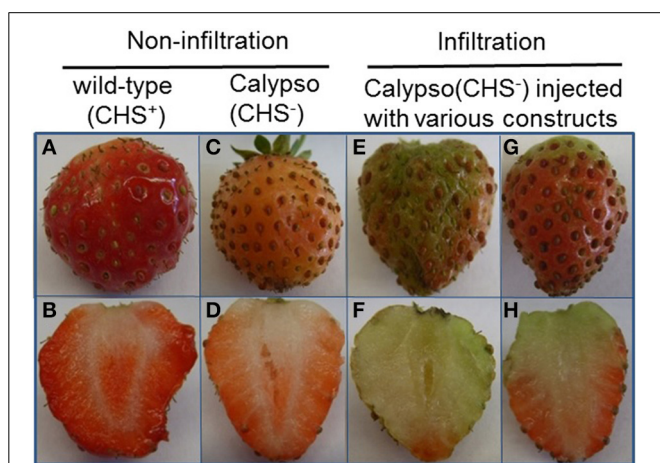 Non-infiltration Infiltration
wild-type Calypso Calypso(CHS⁻) injected
(CHS⁺) (CHS⁻) with various constructs
A C E G
B D F H